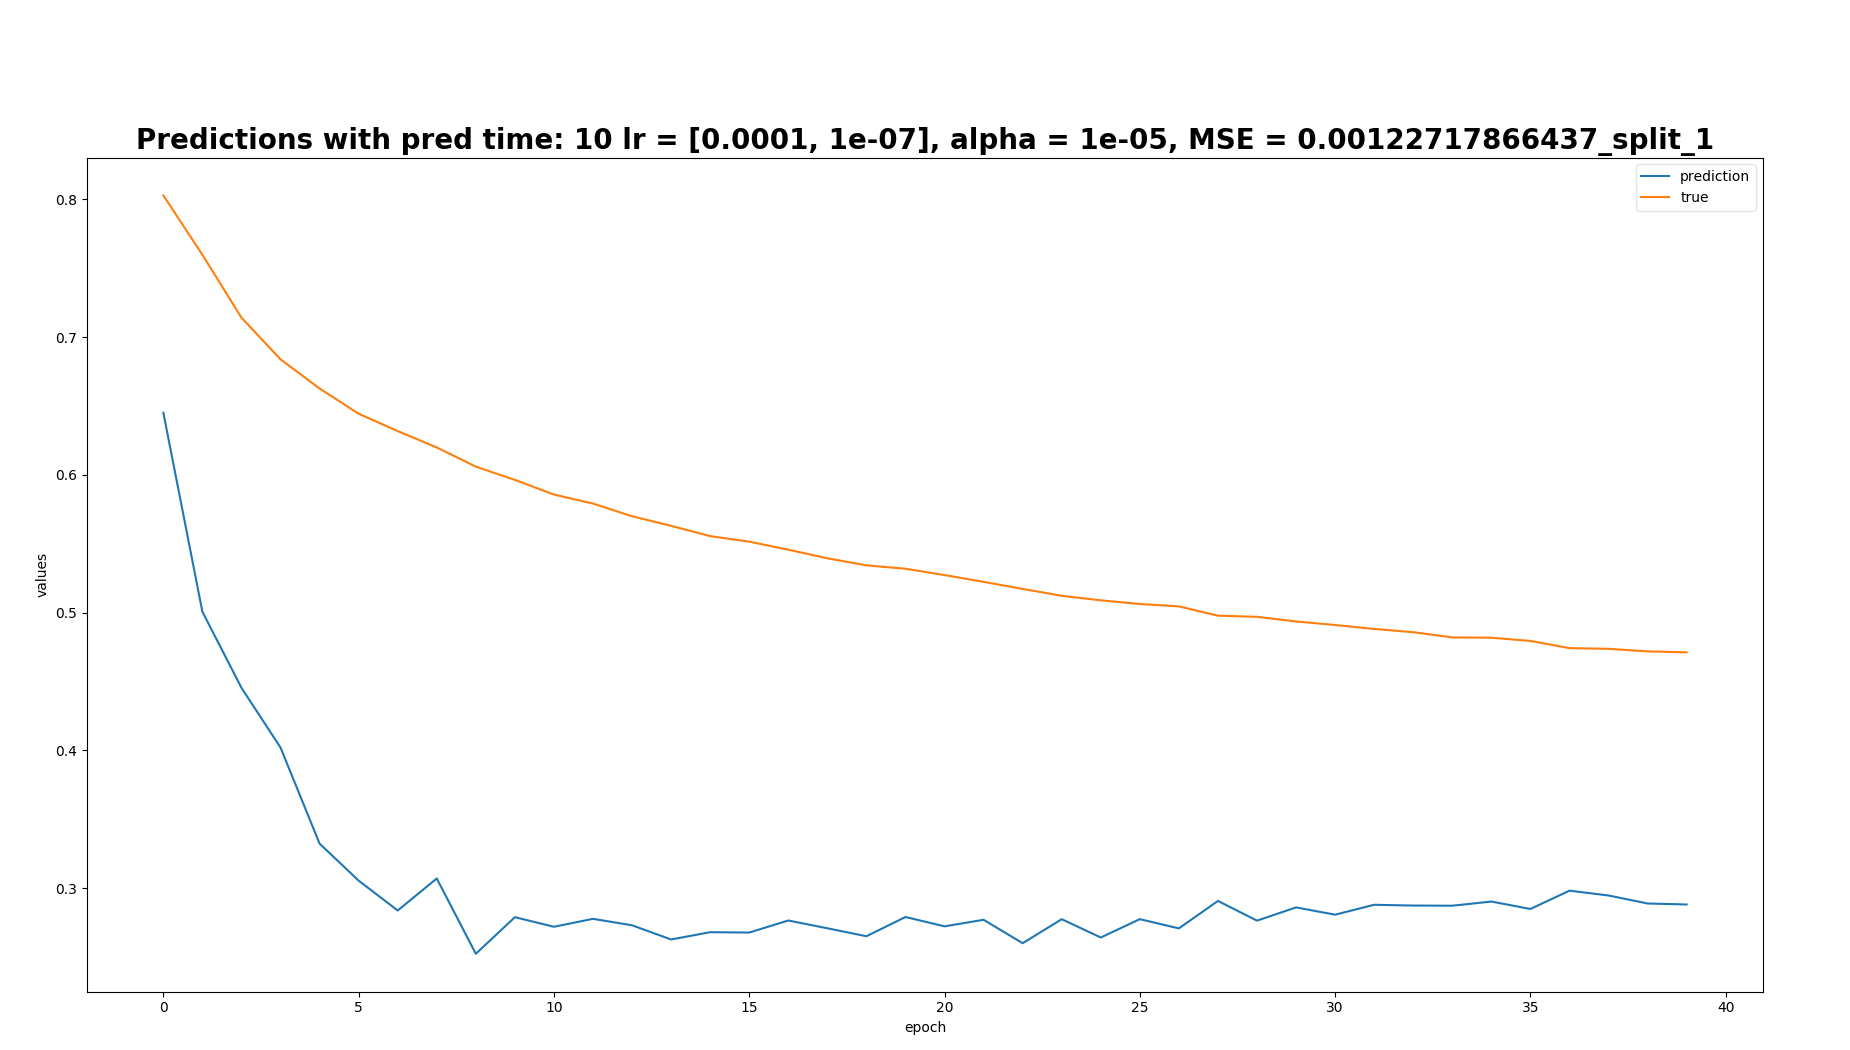 Predictions with pred time: 10 lr = [0.0001, 1e-07], alpha = 1e-05, MSE = 0.00122717866437_split_1
prediction
true
0.8
0.7
0.6
0.5
0.4
0.3
values
0 5 10 15 20 25 30 35 40
epoch